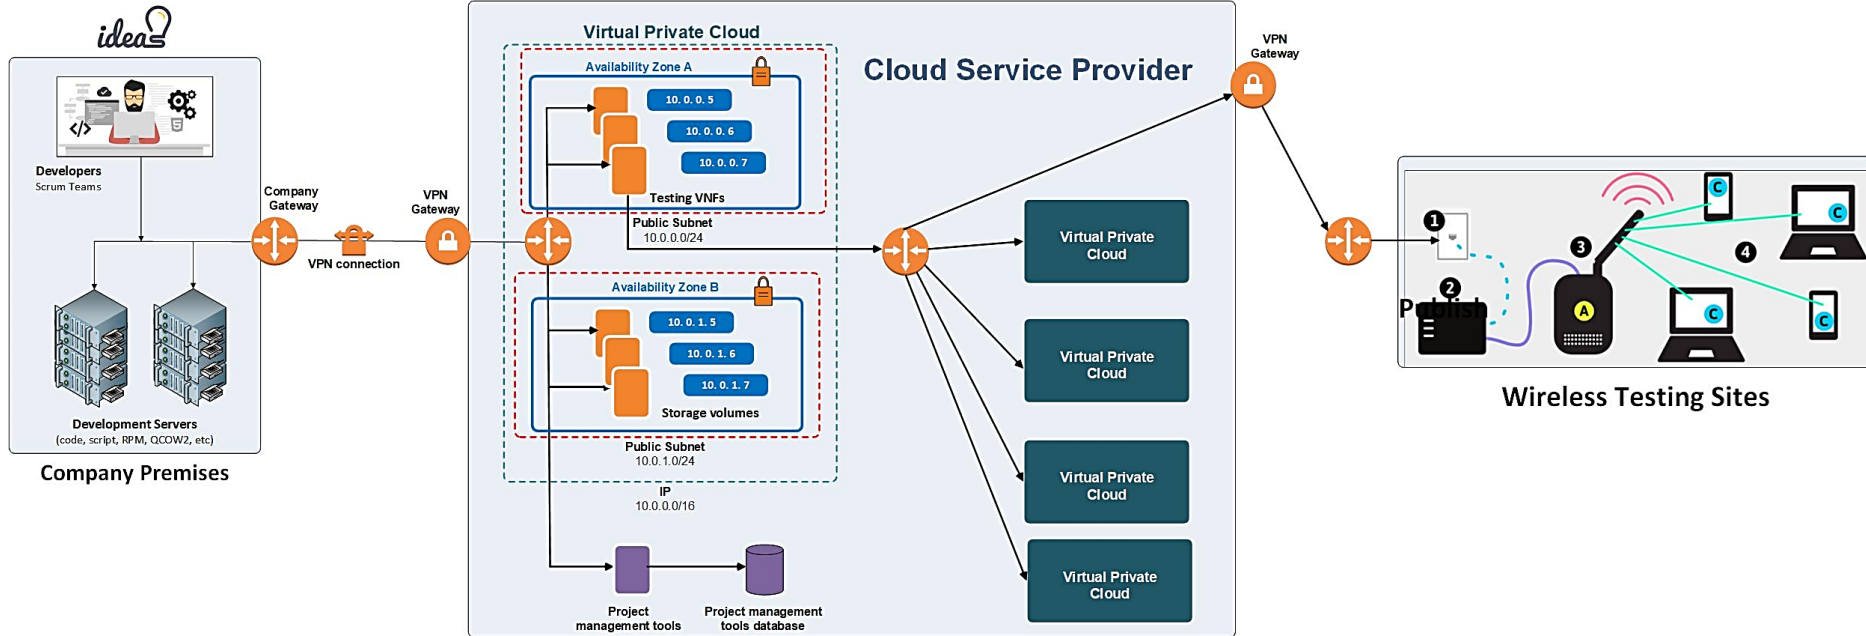 idea
Developers
Scrum Teams
</>
Development Servers
(code, script, RPM, QCOW2, etc)
Company Premises
Company
Gateway
VPN connection
VPN
Gateway
Virtual Private Cloud
Availability Zone A
10. 0. 0. 5
10. 0. 0. 6
10. 0. 0. 7
Testing VNFs
Public Subnet
10.0.0.0/24
Availability Zone B
10. 0. 1. 5
10. 0. 1. 6
10. 0. 1. 7
Storage volumes
Public Subnet
10.0.1.0/24
IP
10.0.0.0/16
Project
management tools
Project management
tools database
Cloud Service Provider
Virtual Private
Cloud
Virtual Private
Cloud
Virtual Private
Cloud
Virtual Private
Cloud
VPN
Gateway
1
2
3
4
Publish
A
C
C
C
C
Wireless Testing Sites